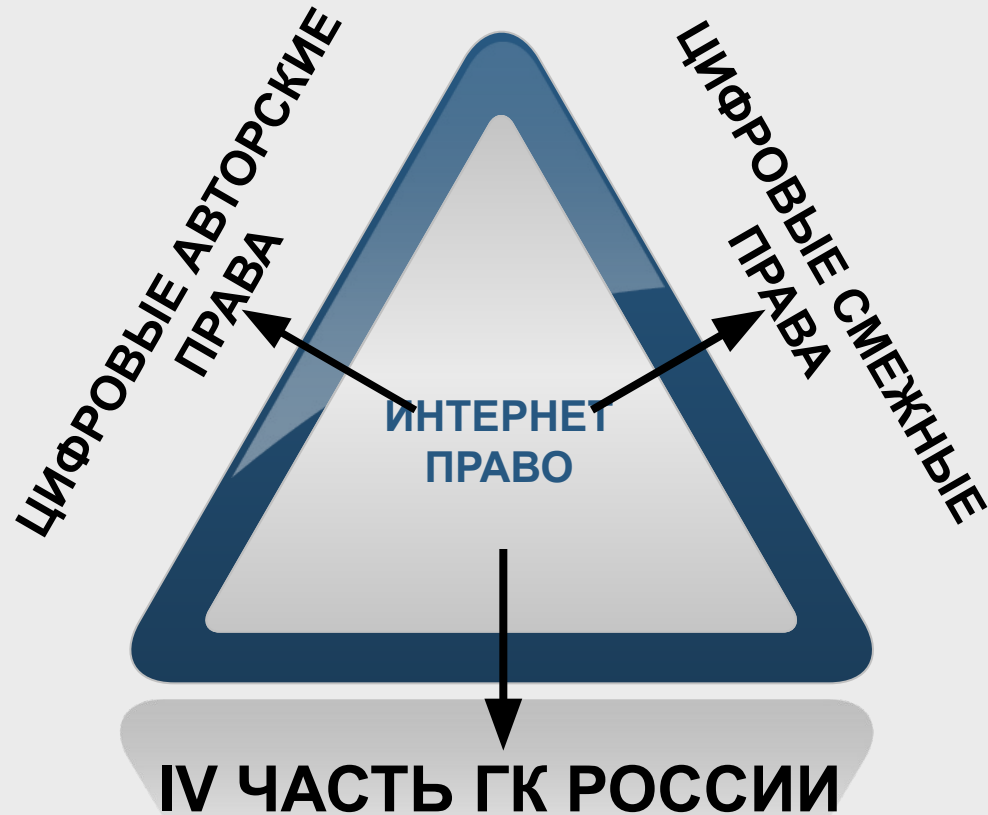 ЦИФРОВЫЕ АВТОРСКИЕ
ПРАВА
ЦИФРОВЫЕ СМЕЖНЫЕ
ПРАВА
ИНТЕРНЕТ
ПРАВО
IV ЧАСТЬ ГК РОССИИ